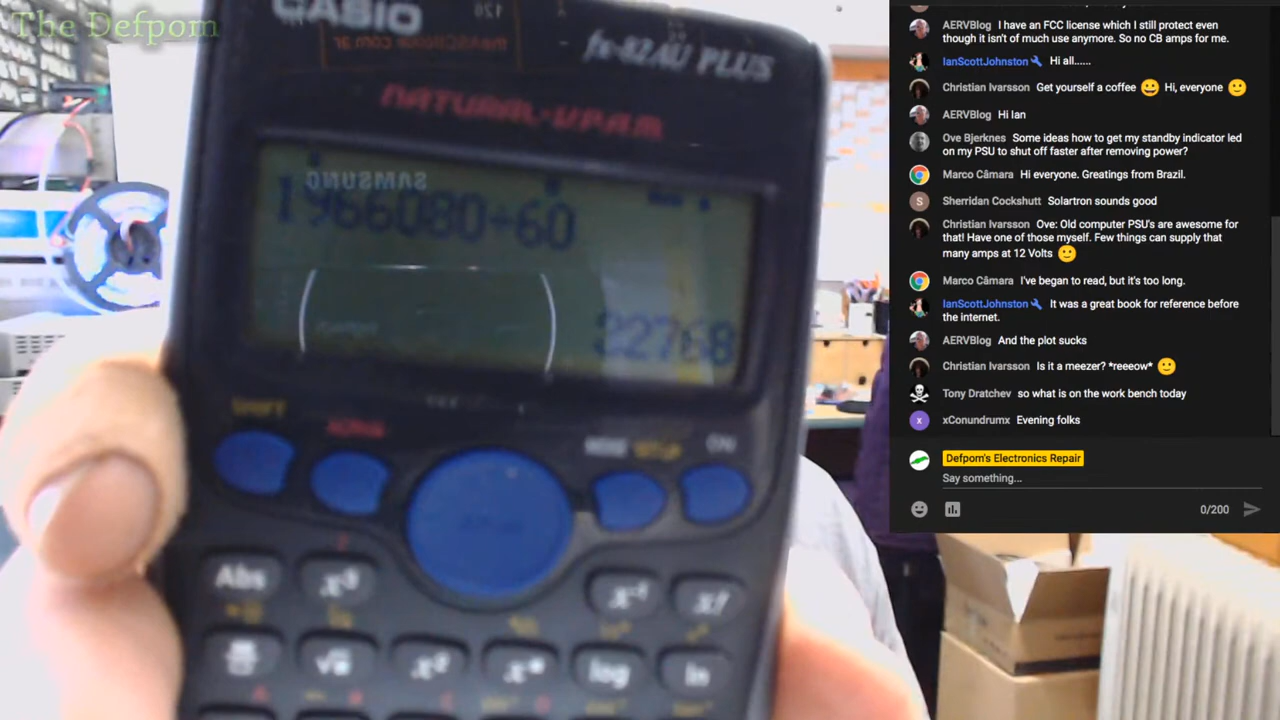 The Defpom
CASIO
fx-82AU PLUS
NATURAL-V.P.A.M.
SAMSUNG
1966080÷60
32768
SHIFT
ALPHA
MODE SETUP
ON
Abs
x³
x⁻¹
x!
x²
log
ln
AERVBlog I have an FCC license which I still protect even
though it isn't of much use anymore. So no CB amps for me.
IanScottJohnston Hi all......
Christian Ivarsson Get yourself a coffee 😀 Hi, everyone 🙂
AERVBlog Hi Ian
Ove Bjerknes Some ideas how to get my standby indicator led
on my PSU to shut off faster after removing power?
Marco Câmara Hi everyone. Greatings from Brazil.
S
Sherridan Cockshutt Solartron sounds good
Christian Ivarsson Ove: Old computer PSU's are awesome for
that! Have one of those myself. Few things can supply that
many amps at 12 Volts 🙂
Marco Câmara I've began to read, but it's too long.
IanScottJohnston It was a great book for reference before
the internet.
AERVBlog And the plot sucks
Christian Ivarsson Is it a meezer? *reeeow* 🙂
Tony Dratchev so what is on the work bench today
x
xConundrumx Evening folks
Defpom's Electronics Repair
Say something...
0/200